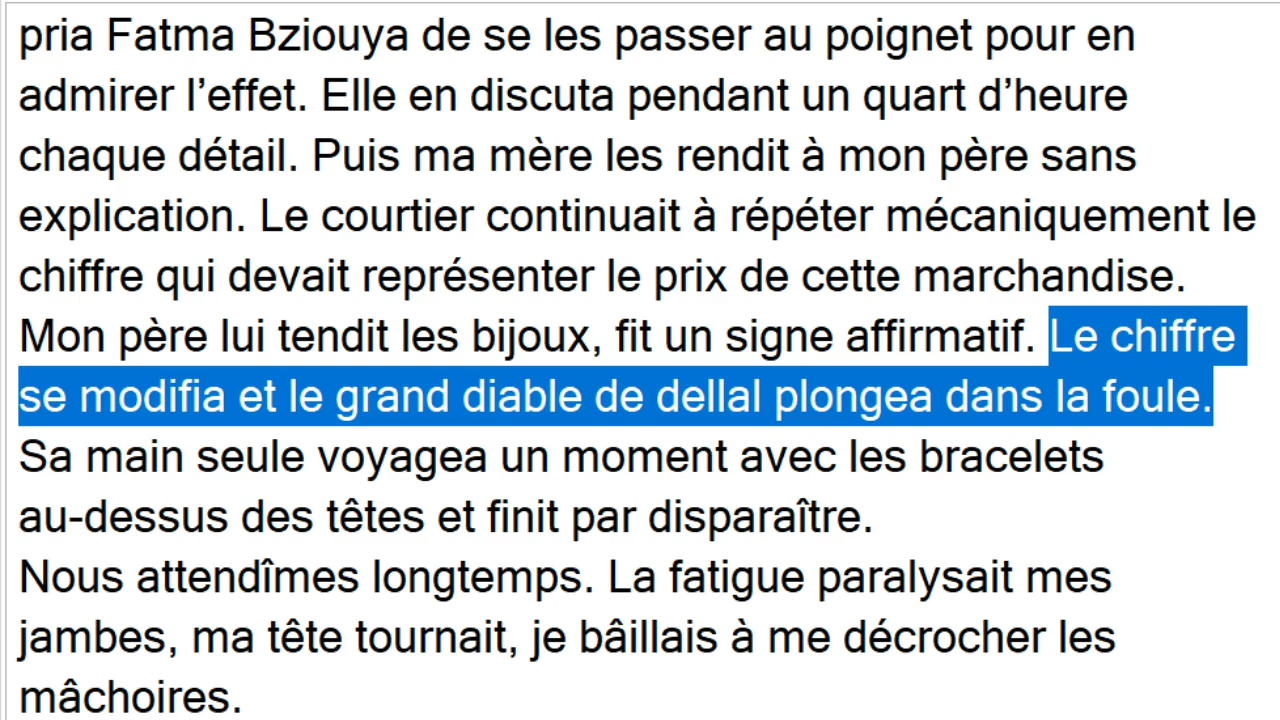 pria Fatma Bziouya de se les passer au poignet pour en
admirer l’effet. Elle en discuta pendant un quart d’heure
chaque détail. Puis ma mère les rendit à mon père sans
explication. Le courtier continuait à répéter mécaniquement le
chiffre qui devait représenter le prix de cette marchandise.
Mon père lui tendit les bijoux, fit un signe affirmatif. Le chiffre
se modifia et le grand diable de dellal plongea dans la foule.
Sa main seule voyagea un moment avec les bracelets
au-dessus des têtes et finit par disparaître.
Nous attendîmes longtemps. La fatigue paralysait mes
jambes, ma tête tournait, je bâillais à me décrocher les
mâchoires.